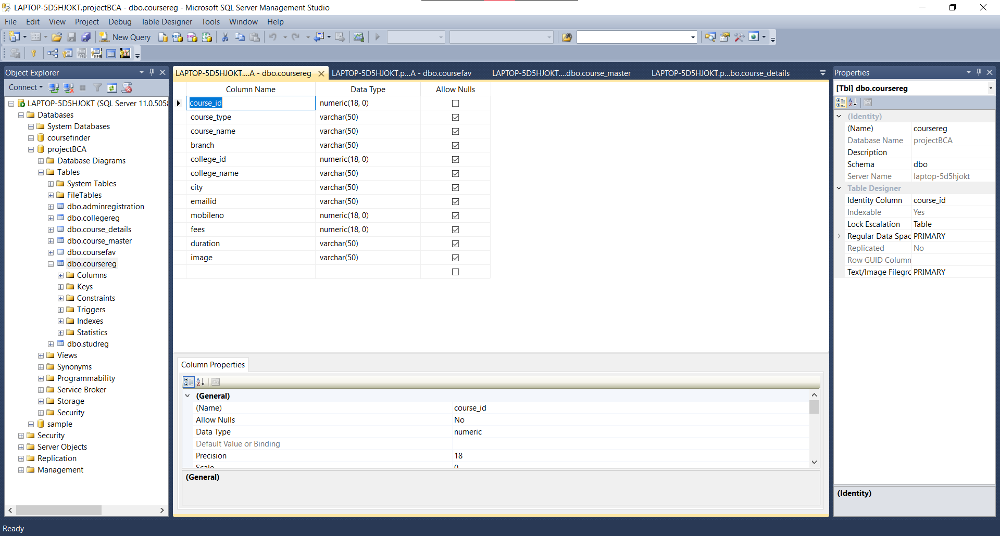 LAPTOP-5D5HJOKT.projectBCA - dbo.coursereg - Microsoft SQL Server Management Studio
File Edit View Project Debug Table Designer Tools Window Help
New Query
Object Explorer
Connect
LAPTOP-5D5HJOKT (SQL Server 11.0.505
Databases
System Databases
coursefinder
projectBCA
Database Diagrams
Tables
System Tables
FileTables
dbo.adminregistration
dbo.collegereg
dbo.course_details
dbo.course_master
dbo.coursefav
dbo.coursereg
Columns
Keys
Constraints
Triggers
Indexes
Statistics
dbo.studreg
Views
Synonyms
Programmability
Service Broker
Storage
Security
sample
Security
Server Objects
Replication
Management
LAPTOP-5D5HJOKT....A - dbo.coursereg LAPTOP-5D5HJOKT.p...A - dbo.coursefav LAPTOP-5D5HJOKT....dbo.course_master LAPTOP-5D5HJOKT.p...bo.course_details
Column Name Data Type Allow Nulls
course_id numeric(18, 0)
course_type varchar(50)
course_name varchar(50)
branch varchar(50)
college_id numeric(18, 0)
college_name varchar(50)
city varchar(50)
emailid varchar(50)
mobileno numeric(18, 0)
fees numeric(18, 0)
duration varchar(50)
image varchar(50)
Column Properties
(General)
(Name) course_id
Allow Nulls No
Data Type numeric
Default Value or Binding
Precision 18
Scale 0
(General)
Properties
[Tbl] dbo.coursereg
(Identity)
(Name) coursereg
Database Name projectBCA
Description
Schema dbo
Server Name laptop-5d5hjokt
Table Designer
Identity Column course_id
Indexable Yes
Lock Escalation Table
Regular Data Spac PRIMARY
Replicated No
Row GUID Column
Text/Image Filegrc PRIMARY
(Identity)
Ready